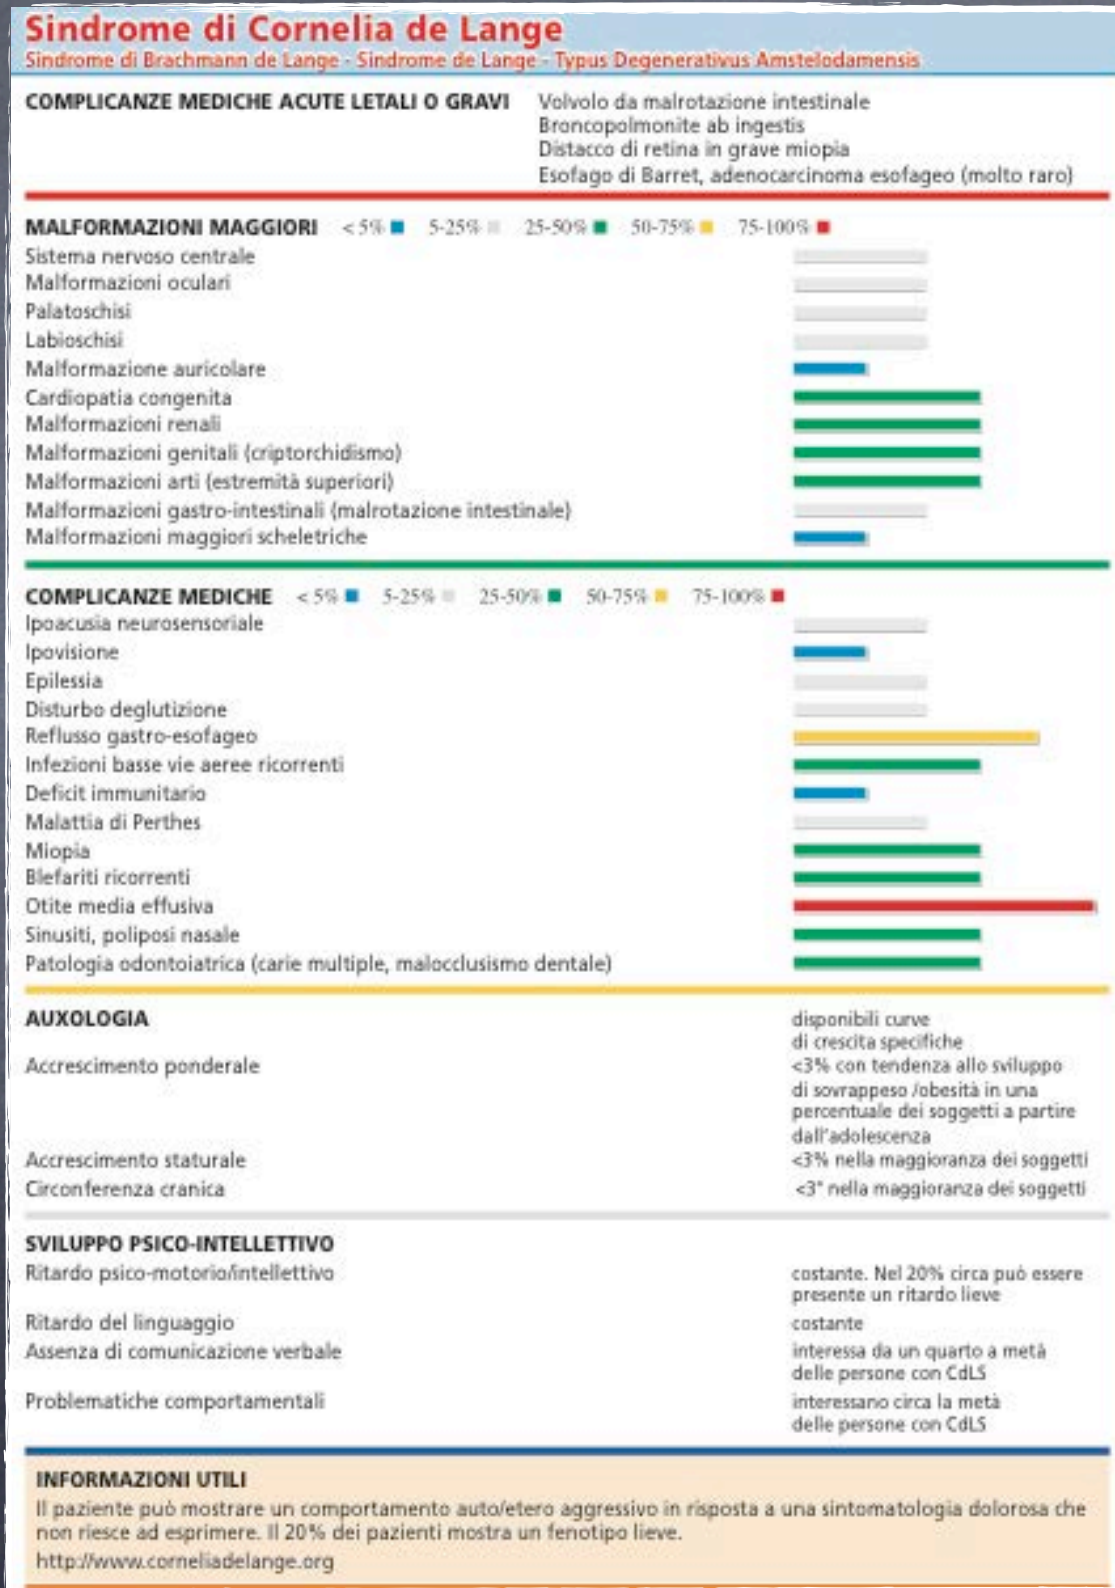 Sindrome di Cornelia de Lange
Sindrome di Brachmann de Lange - Sindrome de Lange - Typus Degenerativus Amstelodamensis
COMPLICANZE MEDICHE ACUTE LETALI O GRAVI Volvolo da malrotazione intestinale
Broncopolmonite ab ingestis
Distacco di retina in grave miopia
Esofago di Barret, adenocarcinoma esofageo (molto raro)
MALFORMAZIONI MAGGIORI < 5% 5-25% 25-50% 50-75% 75-100%
Sistema nervoso centrale
Malformazioni oculari
Palatoschisi
Labioschisi
Malformazione auricolare
Cardiopatia congenita
Malformazioni renali
Malformazioni genitali (criptorchidismo)
Malformazioni arti (estremità superiori)
Malformazioni gastro-intestinali (malrotazione intestinale)
Malformazioni maggiori scheletriche
COMPLICANZE MEDICHE < 5% 5-25% 25-50% 50-75% 75-100%
Ipoacusia neurosensoriale
Ipovisione
Epilessia
Disturbo deglutizione
Reflusso gastro-esofageo
Infezioni basse vie aeree ricorrenti
Deficit immunitario
Malattia di Perthes
Miopia
Blefariti ricorrenti
Otite media effusiva
Sinusiti, poliposi nasale
Patologia odontoiatrica (carie multiple, malocclusismo dentale)
AUXOLOGIA disponibili curve
di crescita specifiche
Accrescimento ponderale <3% con tendenza allo sviluppo
di sovrappeso /obesità in una
percentuale dei soggetti a partire
dall'adolescenza
Accrescimento staturale <3% nella maggioranza dei soggetti
Circonferenza cranica <3° nella maggioranza dei soggetti
SVILUPPO PSICO-INTELLETTIVO
Ritardo psico-motorio/intellettivo costante. Nel 20% circa può essere
presente un ritardo lieve
Ritardo del linguaggio costante
Assenza di comunicazione verbale interessa da un quarto a metà
delle persone con CdLS
Problematiche comportamentali interessano circa la metà
delle persone con CdLS
INFORMAZIONI UTILI
Il paziente può mostrare un comportamento auto/etero aggressivo in risposta a una sintomatologia dolorosa che
non riesce ad esprimere. Il 20% dei pazienti mostra un fenotipo lieve.
http://www.corneliadelange.org